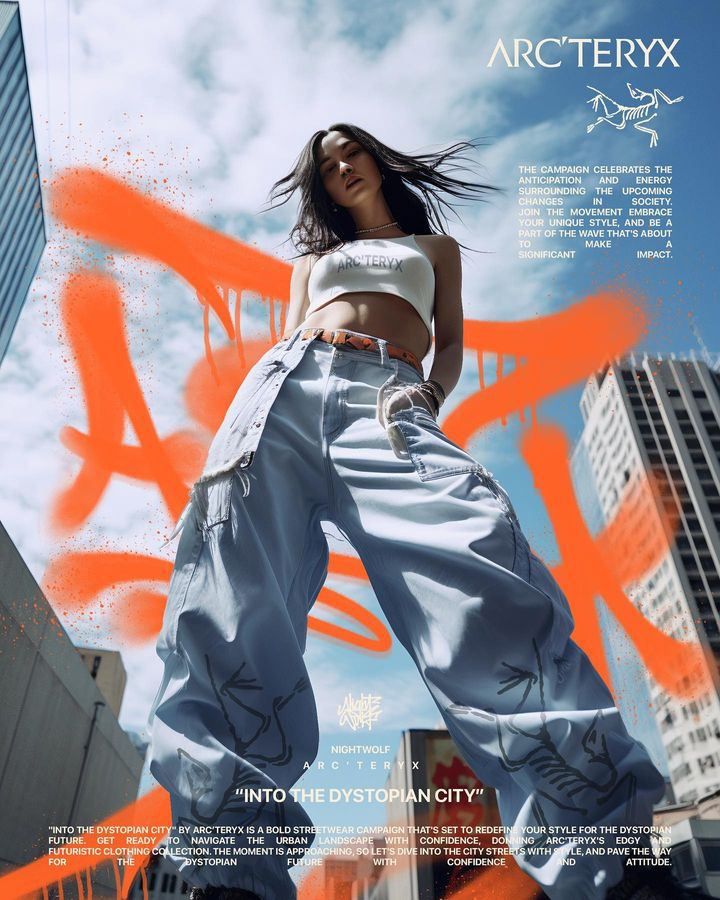 ARC'TERYX
THE CAMPAIGN CELEBRATES THE
ANTICIPATION AND ENERGY
SURROUNDING THE UPCOMING
CHANGES IN SOCIETY.
JOIN THE MOVEMENT EMBRACE
YOUR UNIQUE STYLE, AND BE A
PART OF THE WAVE THAT'S ABOUT
TO MAKE A
SIGNIFICANT IMPACT.
ARC'TERYX
NIGHTWOLF
ARC'TERYX
“INTO THE DYSTOPIAN CITY”
"INTO THE DYSTOPIAN CITY" BY ARC'TERYX IS A BOLD STREETWEAR CAMPAIGN THAT'S SET TO REDEFINE YOUR STYLE FOR THE DYSTOPIAN
FUTURE. GET READY TO NAVIGATE THE URBAN LANDSCAPE WITH CONFIDENCE, DONNING ARC'TERYX'S EDGY AND
FUTURISTIC CLOTHING COLLECTION. THE MOMENT IS APPROACHING, SO LET'S DIVE INTO THE CITY STREETS WITH STYLE, AND PAVE THE WAY
FOR THE DYSTOPIAN FUTURE WITH CONFIDENCE AND ATTITUDE.